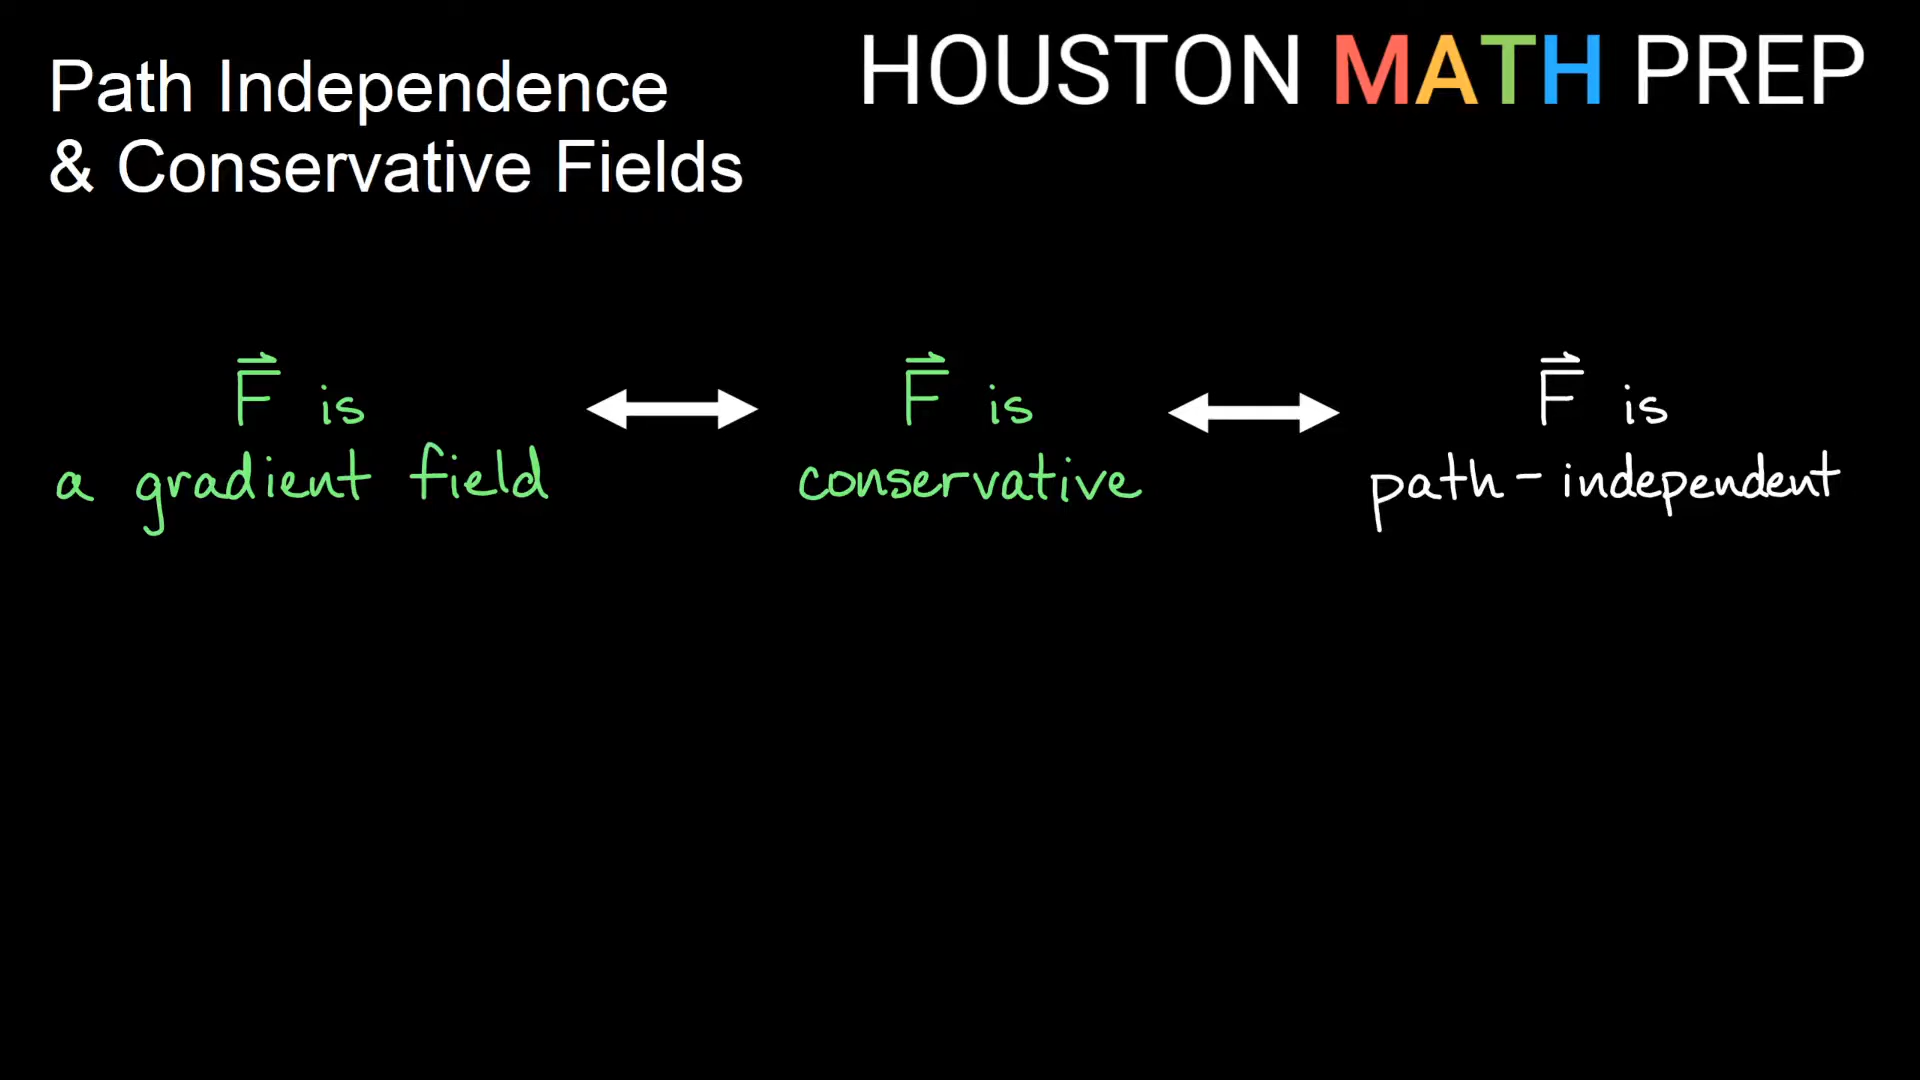 Path Independence
& Conservative Fields
HOUSTON MATH PREP
F⃗ is
a gradient field
F⃗ is
conservative
F⃗ is
path-independent